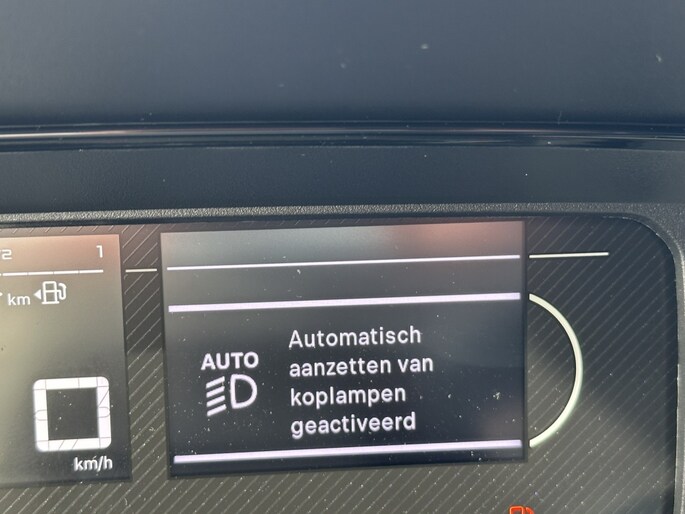 2 1
km
km/h
AUTO
Automatisch
aanzetten van
koplampen
geactiveerd